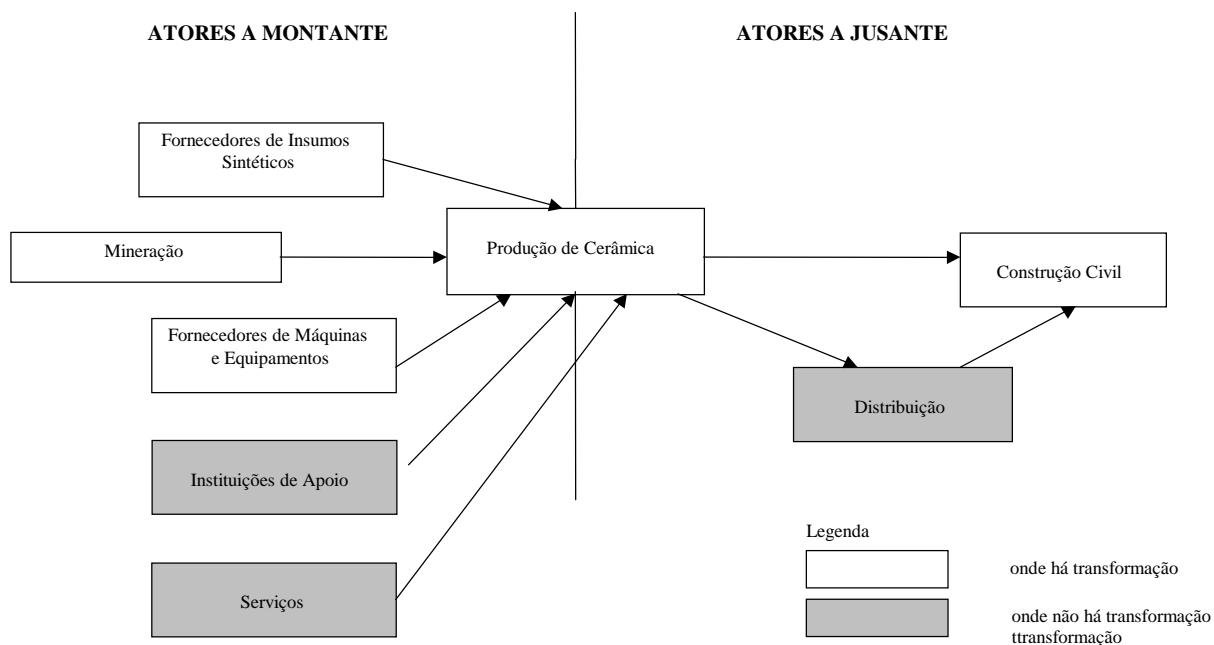 ATORES A MONTANTE
ATORES A JUSANTE
Fornecedores de Insumos
Sintéticos
Mineração
Produção de Cerâmica
Construção Civil
Fornecedores de Máquinas
e Equipamentos
Distribuição
Instituições de Apoio
Serviços
Legenda
onde há transformação
onde não há transformação
ttransformação